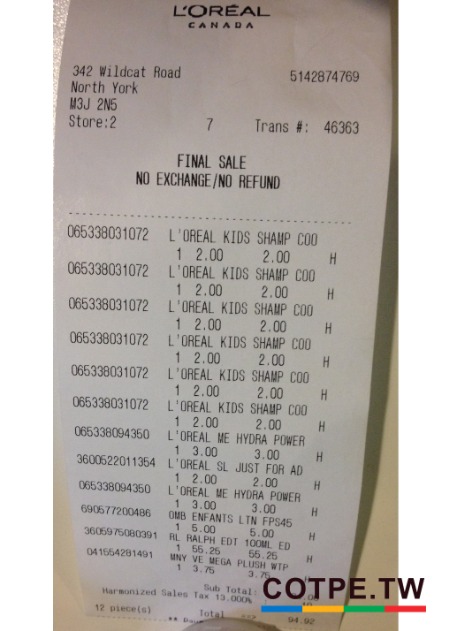 L'ORÉAL
CANADA
342 Wildcat Road 5142874769
North York
M3J 2N5
Store:2 7 Trans #: 46363
FINAL SALE
NO EXCHANGE/NO REFUND
065338031072 L'OREAL KIDS SHAMP COO
1 2.00 2.00 H
065338031072 L'OREAL KIDS SHAMP COO
1 2.00 2.00 H
065338031072 L'OREAL KIDS SHAMP COO
1 2.00 2.00 H
065338031072 L'OREAL KIDS SHAMP COO
1 2.00 2.00 H
065338031072 L'OREAL KIDS SHAMP COO
1 2.00 2.00 H
065338031072 L'OREAL KIDS SHAMP COO
1 2.00 2.00 H
065338094350 L'OREAL ME HYDRA POWER
1 3.00 3.00 H
3600522011354 L'OREAL SL JUST FOR AD
1 2.00 2.00 H
065338094350 L'OREAL ME HYDRA POWER
1 3.00 3.00 H
690577200486 OMB ENFANTS LTN FPS45
1 5.00 5.00 H
3605975080391 RL RALPH EDT 100ML ED
1 55.25 55.25 H
041554281491 MNY VE MEGA PLUSH WTP
1 3.75 3.75 H
Sub Total:
Harmonized Sales Tax 13.000%
12 piece(s) Total 94.92
COTPE.TW